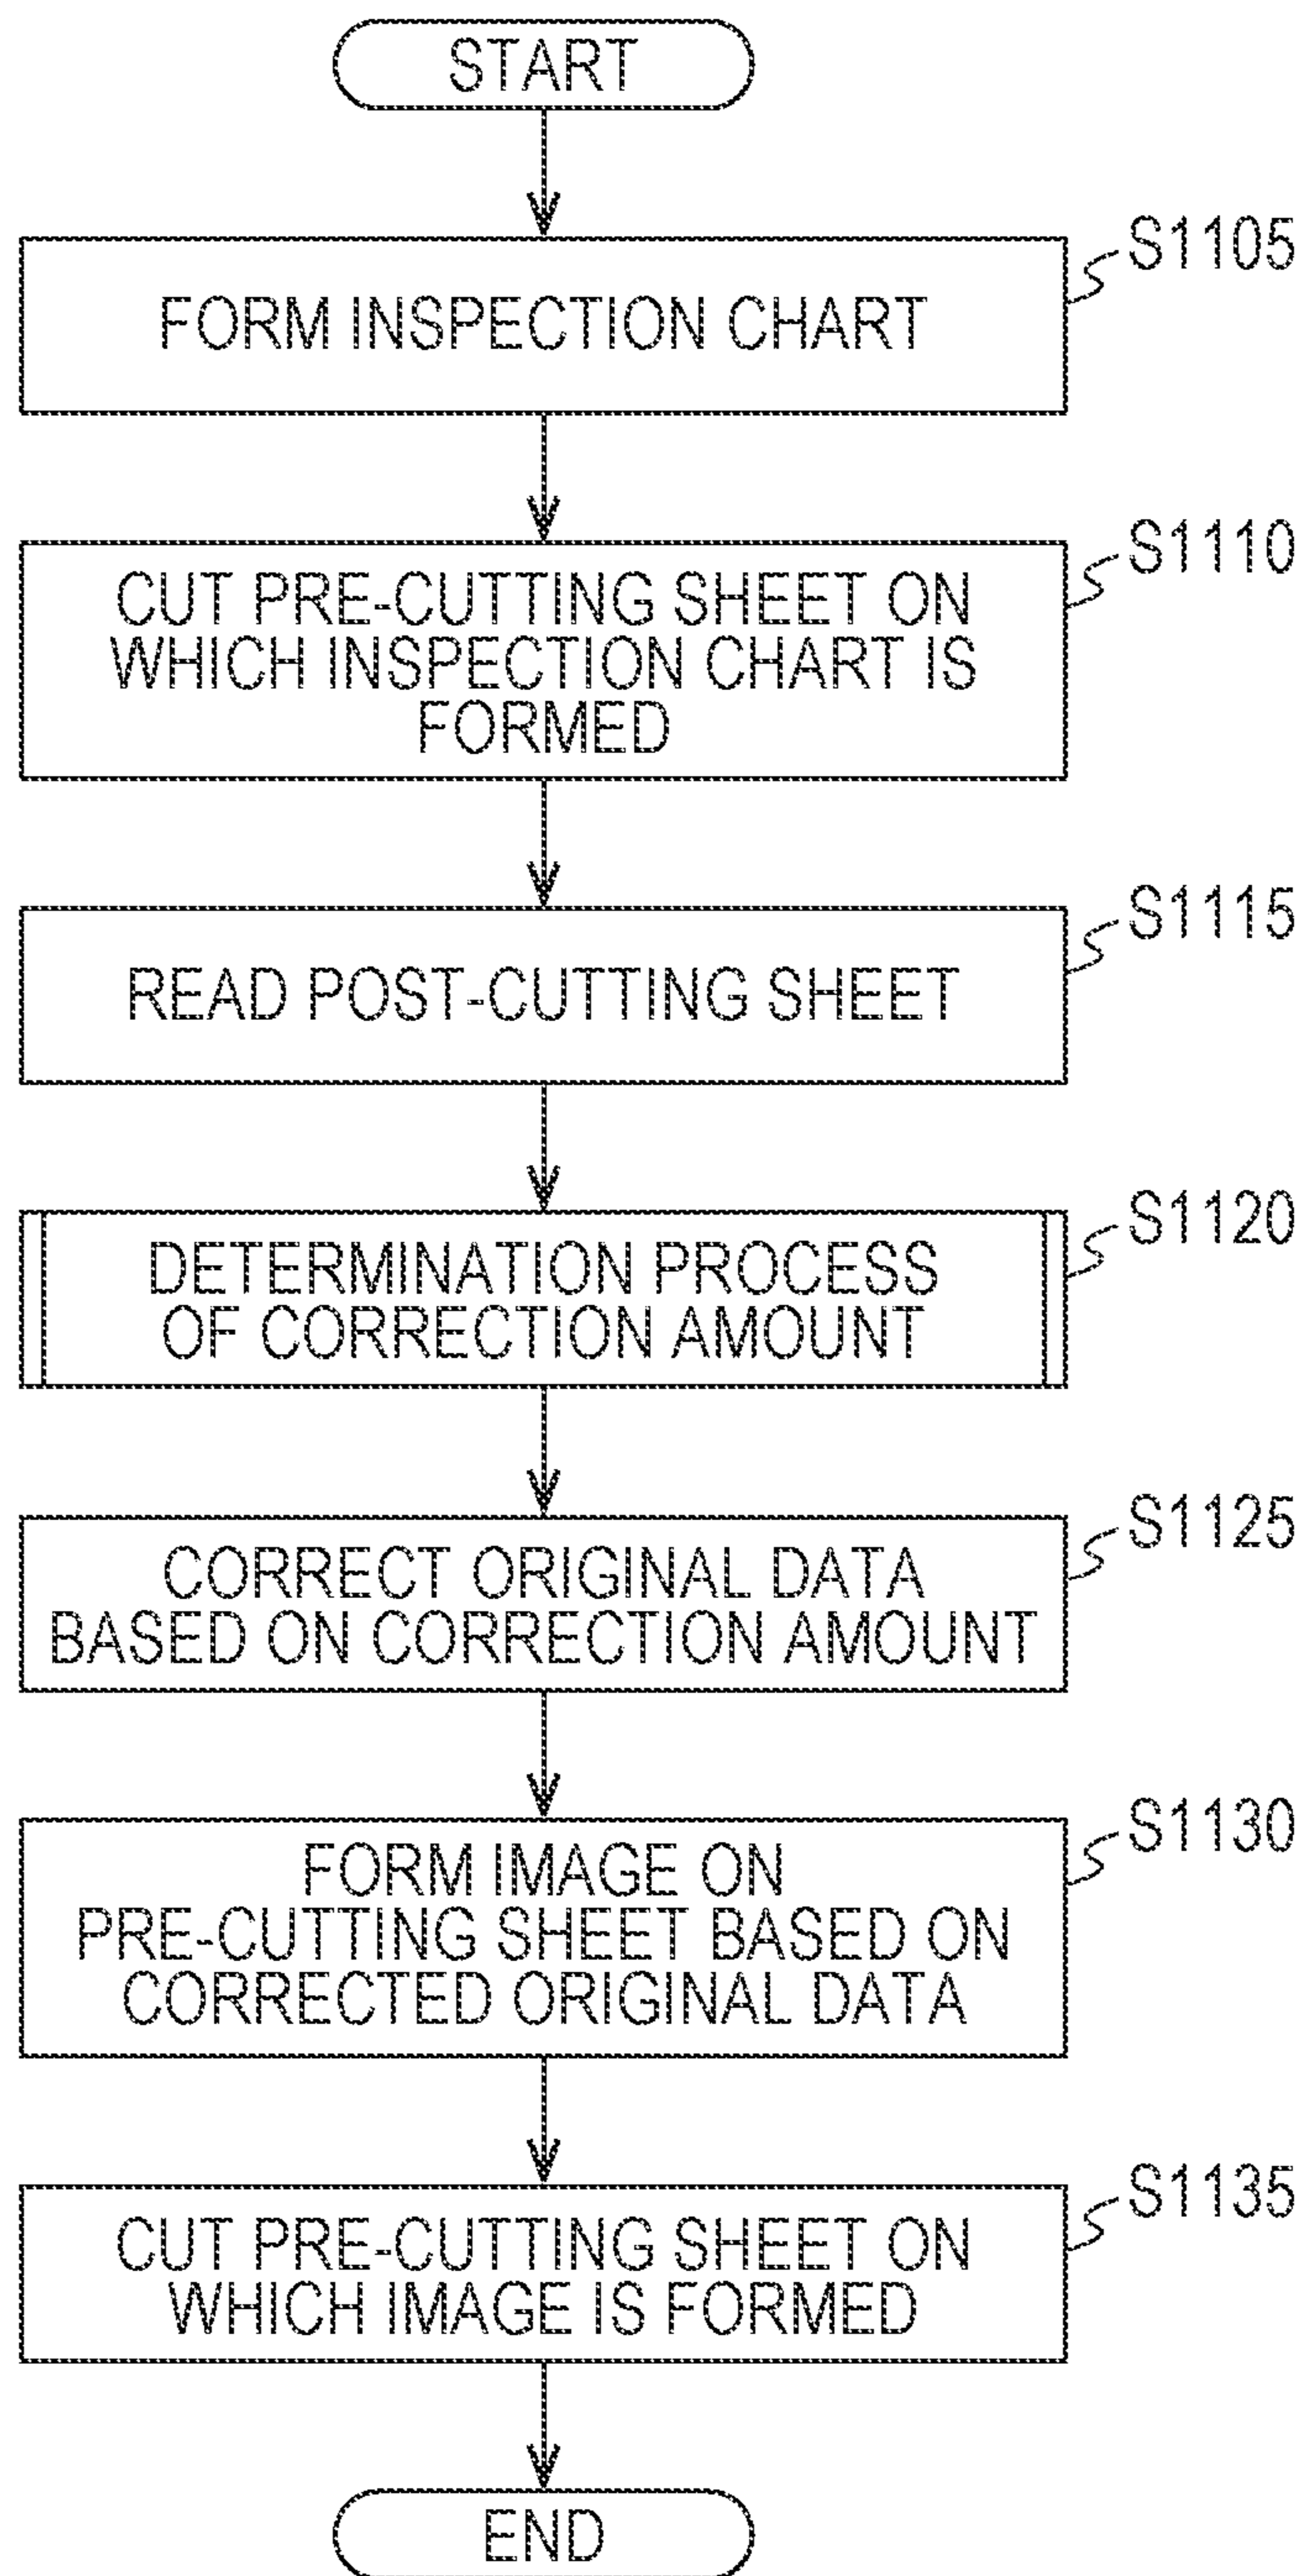 START
S1105
FORM INSPECTION CHART
S1110
CUT PRE-CUTTING SHEET ON
WHICH INSPECTION CHART IS
FORMED
S1115
READ POST-CUTTING SHEET
S1120
DETERMINATION PROCESS
OF CORRECTION AMOUNT
S1125
CORRECT ORIGINAL DATA
BASED ON CORRECTION AMOUNT
S1130
FORM IMAGE ON
PRE-CUTTING SHEET BASED ON
CORRECTED ORIGINAL DATA
S1135
CUT PRE-CUTTING SHEET ON
WHICH IMAGE IS FORMED
END